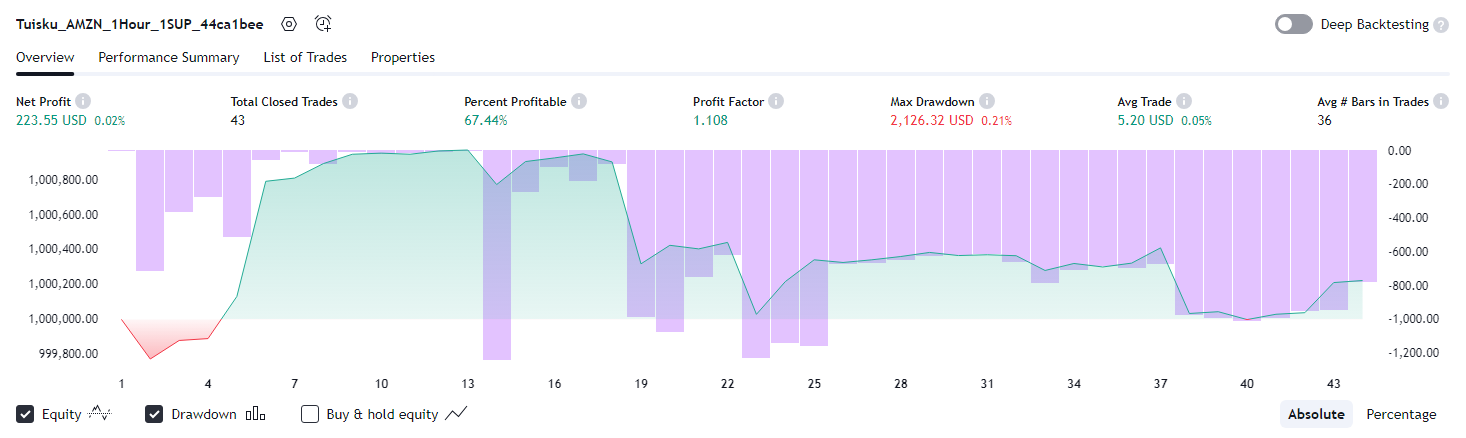 Tuisku_AMZN_1Hour_1SUP_44ca1bee
Deep Backtesting
Overview Performance Summary List of Trades Properties
Net Profit Total Closed Trades Percent Profitable Profit Factor Max Drawdown Avg Trade Avg # Bars in Trades
223.55 USD 0.02% 43 67.44% 1.108 2,126.32 USD 0.21% 5.20 USD 0.05% 36
0.00
1,000,800.00 -200.00
1,000,600.00 -400.00
1,000,400.00 -600.00
1,000,200.00 -800.00
1,000,000.00 -1,000.00
999,800.00 -1,200.00
1 4 7 10 13 16 19 22 25 28 31 34 37 40 43
Equity Drawdown Buy & hold equity Absolute Percentage